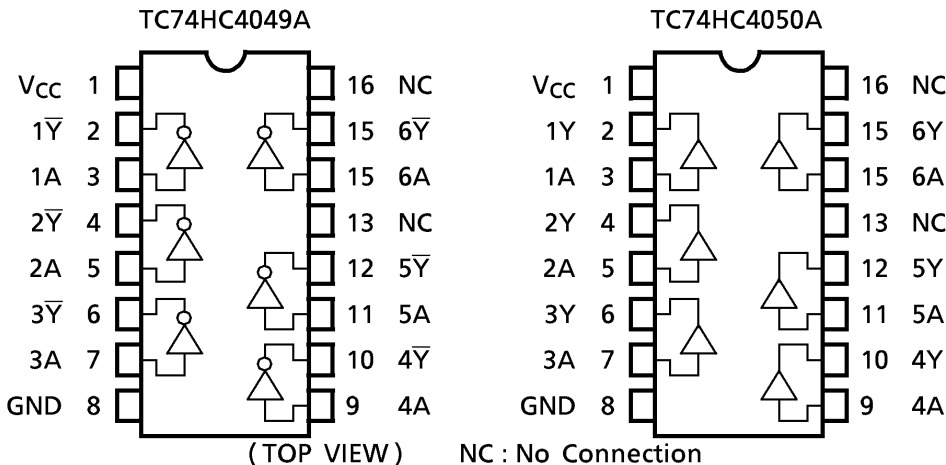 TC74HC4049A TC74HC4050A
VCC 1 16 NC VCC 1 16 NC
1Y̅ 2 15 6Y̅ 1Y 2 15 6Y
1A 3 15 6A 1A 3 15 6A
2Y̅ 4 13 NC 2Y 4 13 NC
2A 5 12 5Y̅ 2A 5 12 5Y
3Y̅ 6 11 5A 3Y 6 11 5A
3A 7 10 4Y̅ 3A 7 10 4Y
GND 8 9 4A GND 8 9 4A
(TOP VIEW) NC : No Connection